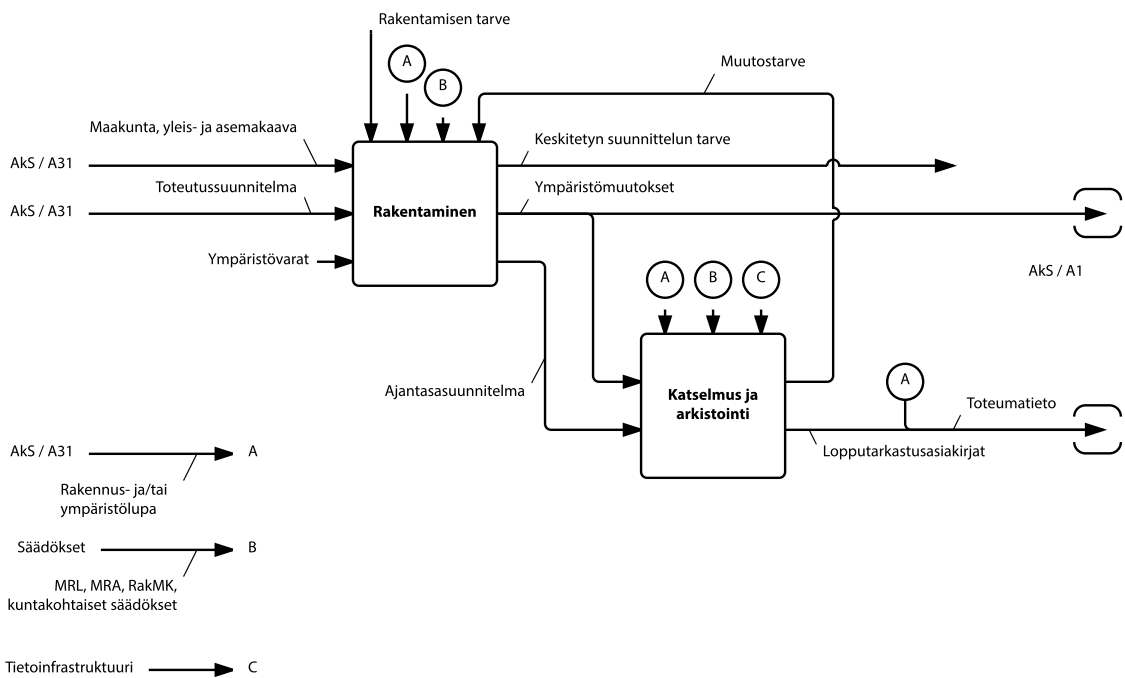 Rakentamisen tarve
A
B
Muutostarve
Maakunta, yleis- ja asemakaava
AkS / A31
Keskitetyn suunnittelun tarve
Toteutussuunnitelma
AkS / A31
Rakentaminen
Ympäristömuutokset
Ympäristövarat
AkS / A1
A
B
C
Ajantasasuunnitelma
Katselmus ja
arkistointi
A
Toteumatieto
Lopputarkastusasiakirjat
AkS / A31
A
Rakennus- ja/tai
ympäristölupa
Säädökset
B
MRL, MRA, RakMK,
kuntakohtaiset säädökset
Tietoinfrastruktuuri
C